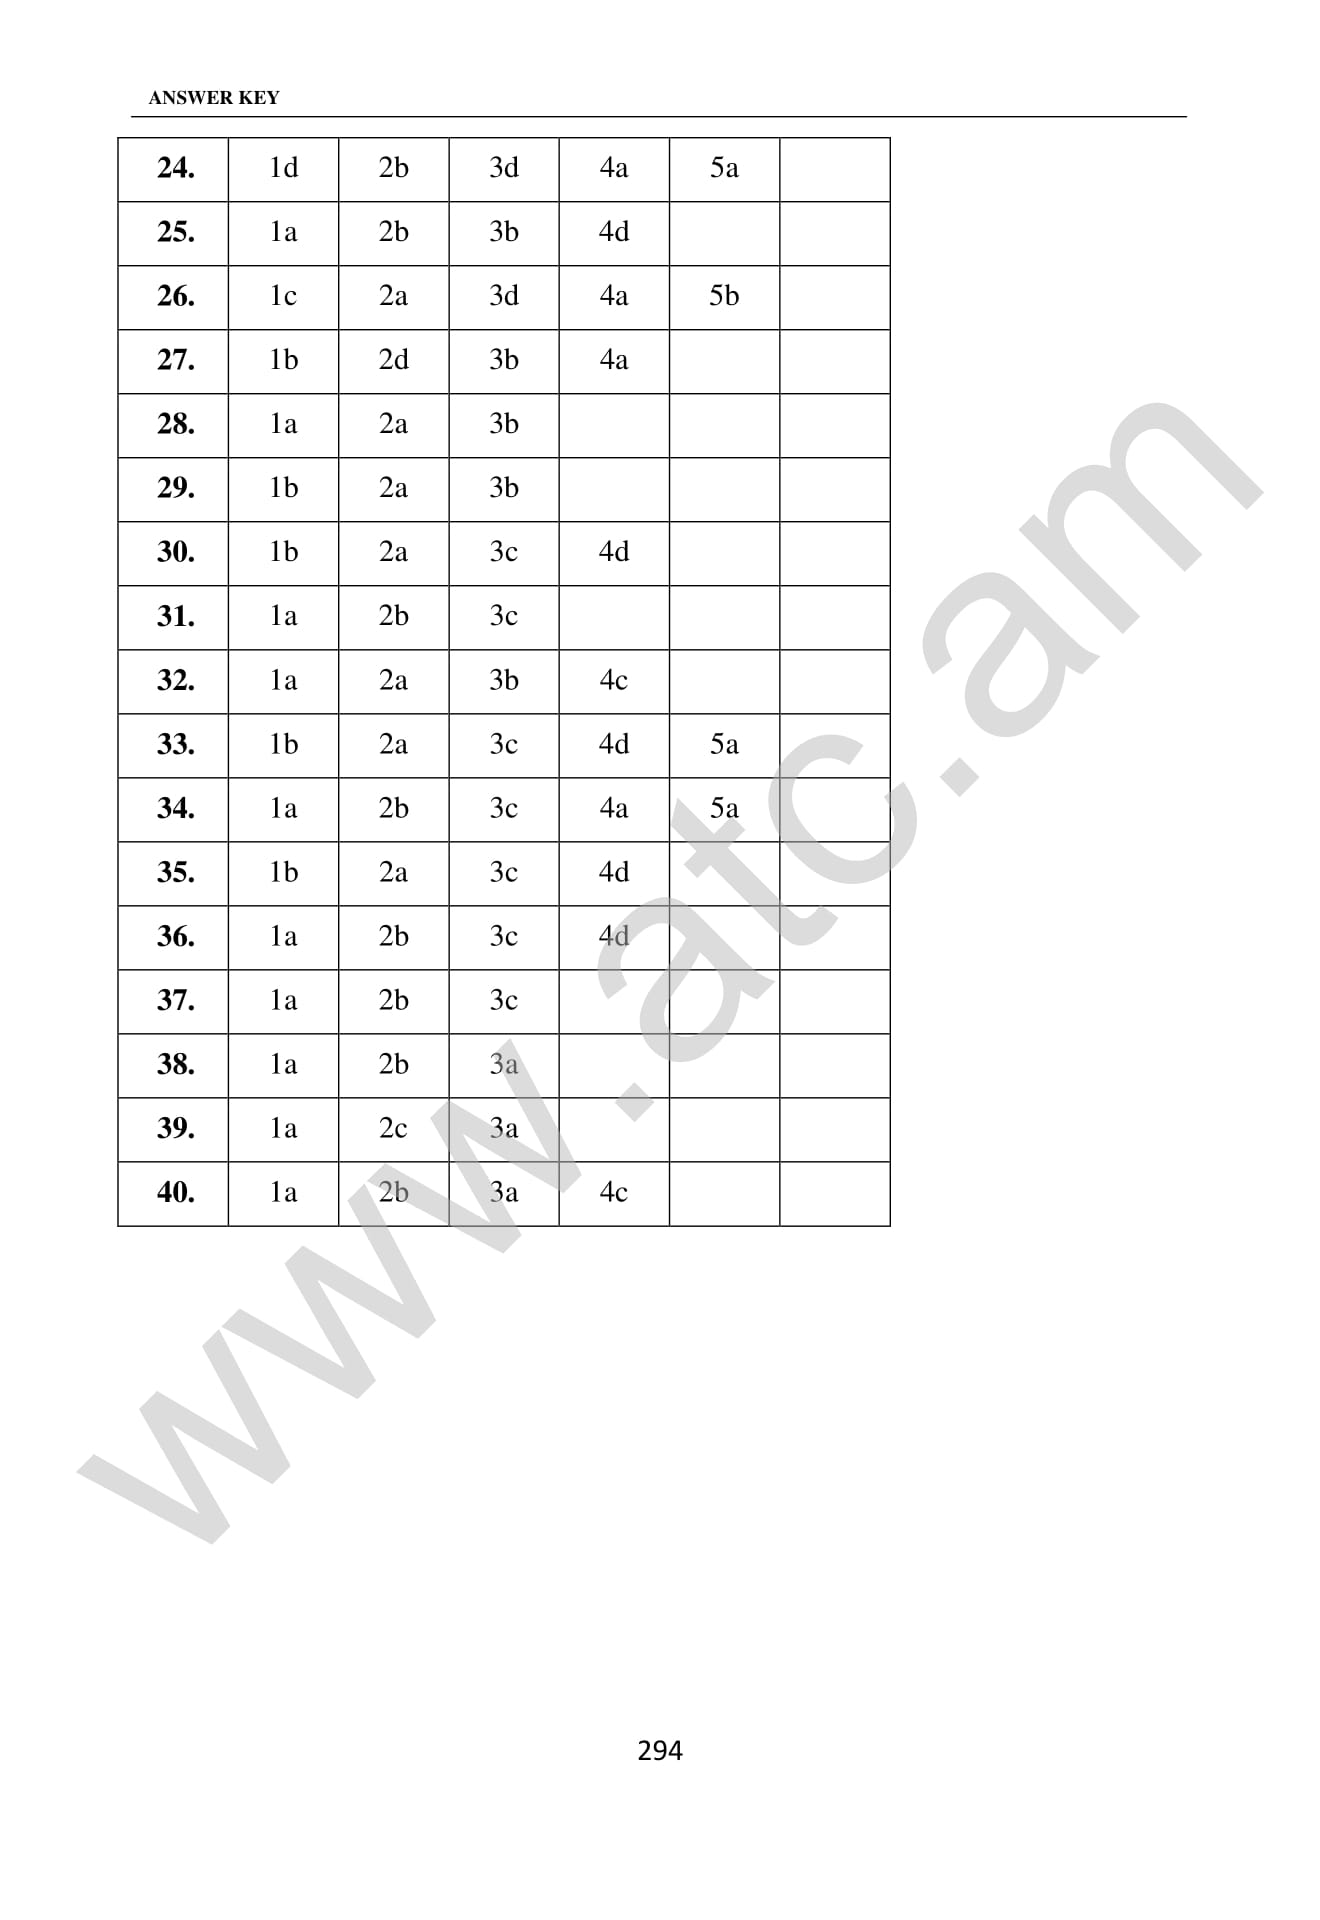 ANSWER KEY
24. 1d 2b 3d 4a 5a
25. 1a 2b 3b 4d
26. 1c 2a 3d 4a 5b
27. 1b 2d 3b 4a
28. 1a 2a 3b
29. 1b 2a 3b
30. 1b 2a 3c 4d
31. 1a 2b 3c
32. 1a 2a 3b 4c
33. 1b 2a 3c 4d 5a
34. 1a 2b 3c 4a 5a
35. 1b 2a 3c 4d
36. 1a 2b 3c 4d
37. 1a 2b 3c
38. 1a 2b 3a
39. 1a 2c 3a
40. 1a 2b 3a 4c
www.atc.am
294